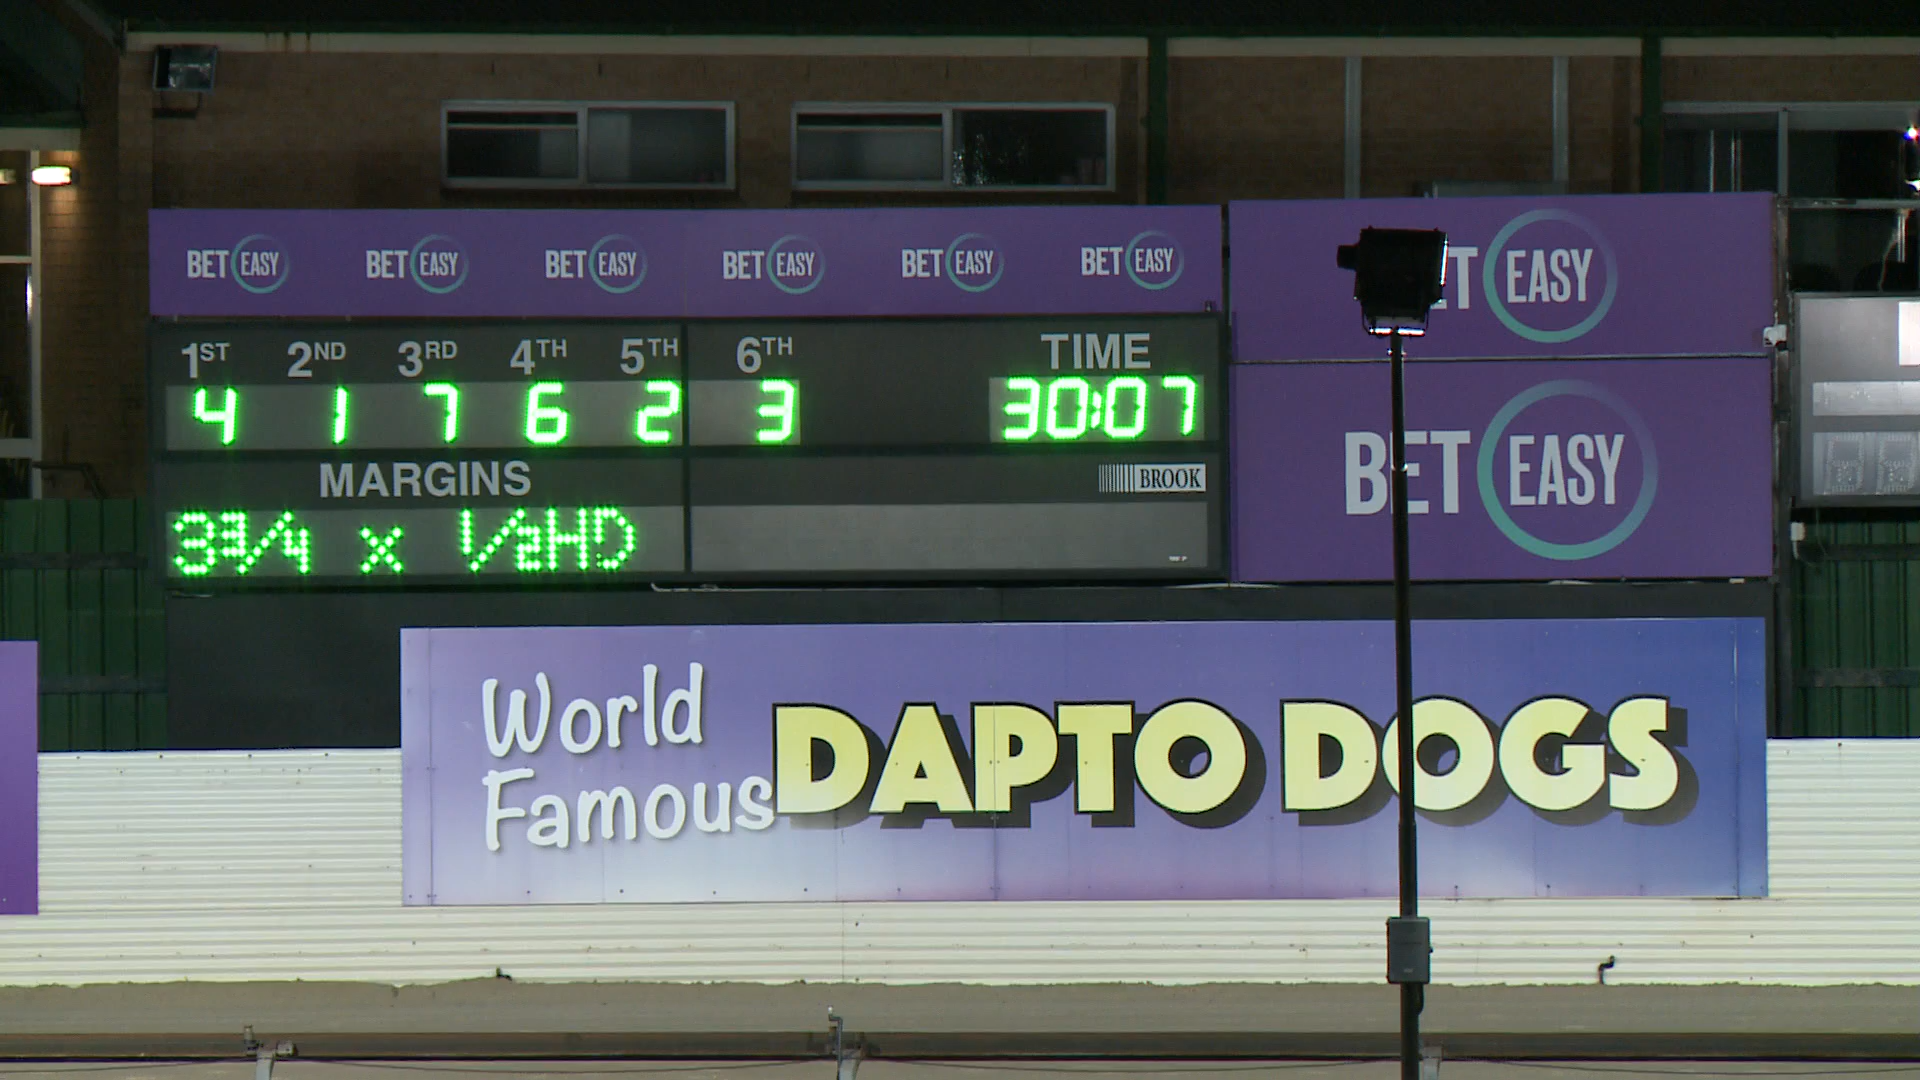 BET EASY BET EASY BET EASY BET EASY BET EASY BET EASY
EASY
1ST 2ND 3RD 4TH 5TH 6TH TIME
4 1 7 6 2 3 30:07
MARGINS BROOK
3 3/4 x 1/2HD
BET EASY
World
Famous
DAPTO DOGS